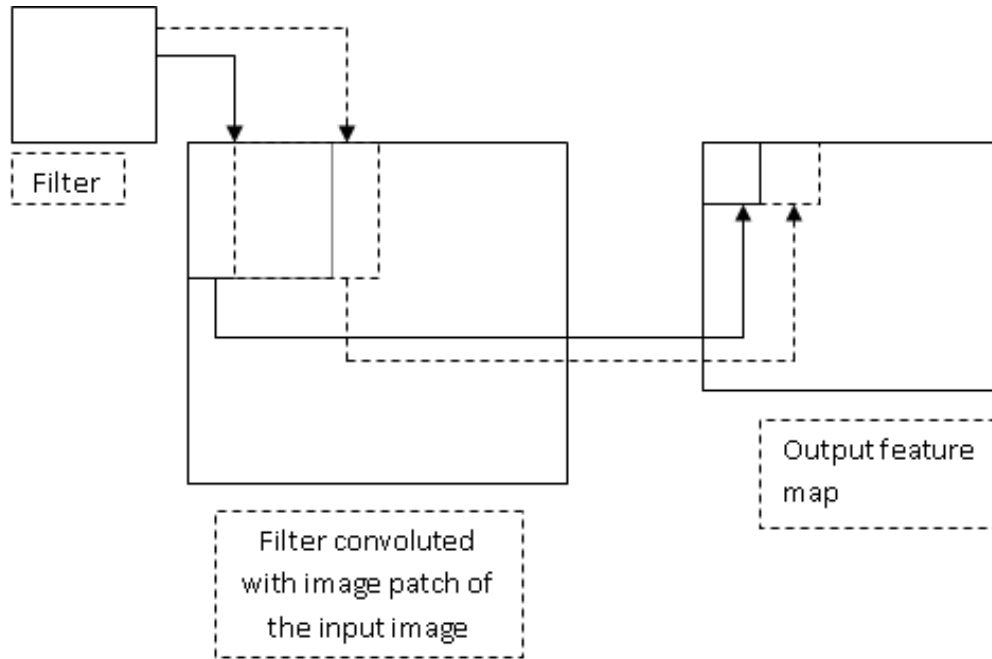 Filter
Output feature
map
Filter convoluted
with image patch of
the input image